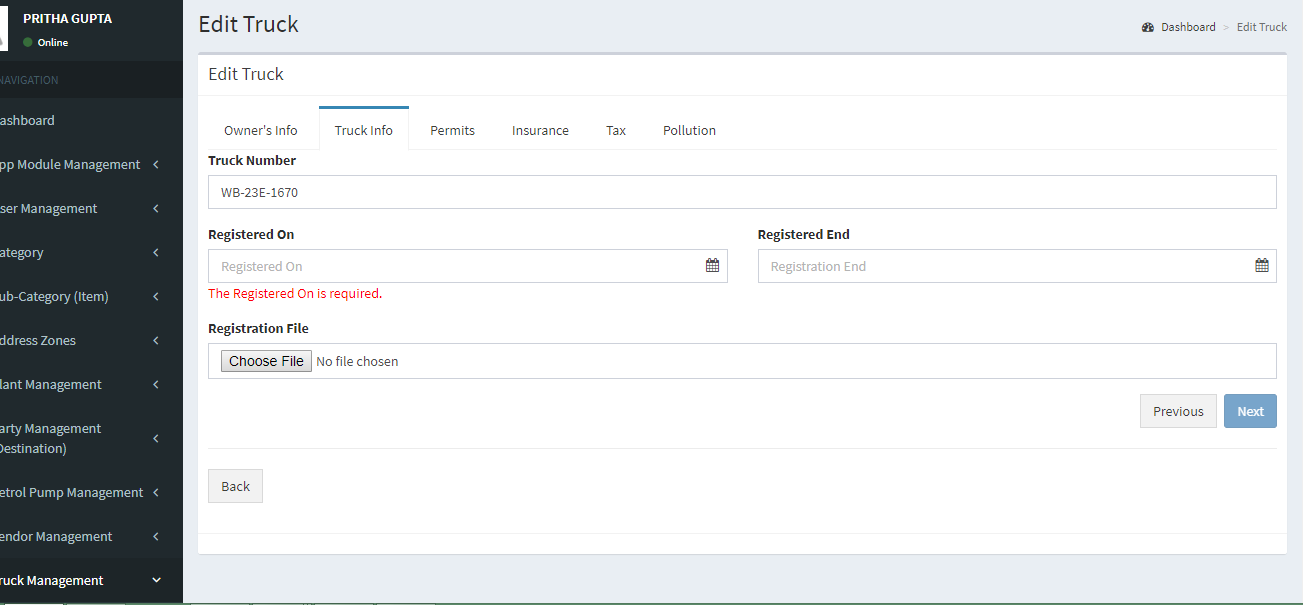 PRITHA GUPTA
Online
NAVIGATION
ashboard
pp Module Management
ser Management
ategory
ub-Category (Item)
ddress Zones
lant Management
arty Management
Destination)
etrol Pump Management
endor Management
ruck Management
Edit Truck
Dashboard > Edit Truck
Edit Truck
Owner's Info Truck Info Permits Insurance Tax Pollution
Truck Number
WB-23E-1670
Registered On Registered End
Registered On Registration End
The Registered On is required.
Registration File
Choose File No file chosen
Previous Next
Back